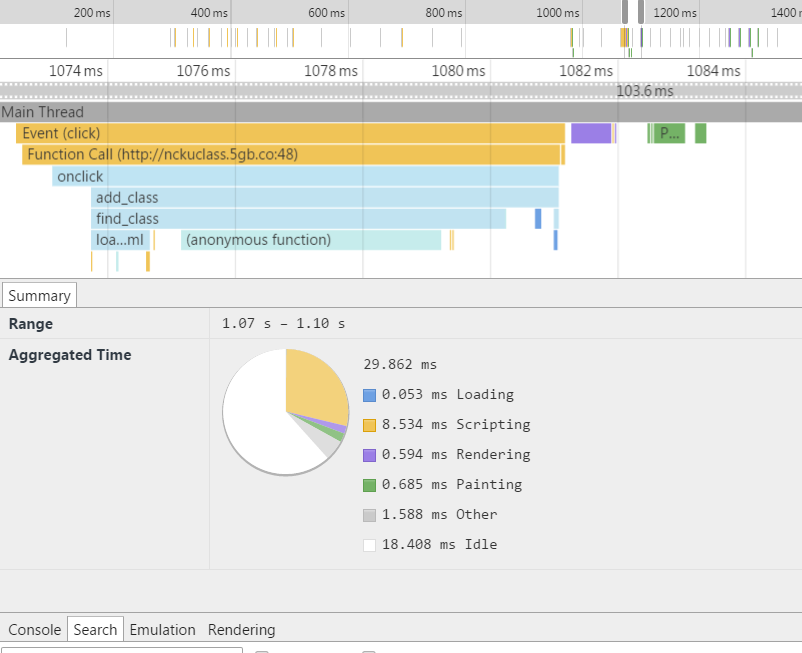 200 ms 400 ms 600 ms 800 ms 1000 ms 1200 ms 1400
1074 ms 1076 ms 1078 ms 1080 ms 1082 ms 1084 ms
103.6 ms
Main Thread
Event (click) P...
Function Call (http://nckuclass.5gb.co:48)
onclick
add_class
find_class
loa...ml (anonymous function)
Summary
Range 1.07 s – 1.10 s
Aggregated Time
29.862 ms
0.053 ms Loading
8.534 ms Scripting
0.594 ms Rendering
0.685 ms Painting
1.588 ms Other
18.408 ms Idle
Console Search Emulation Rendering